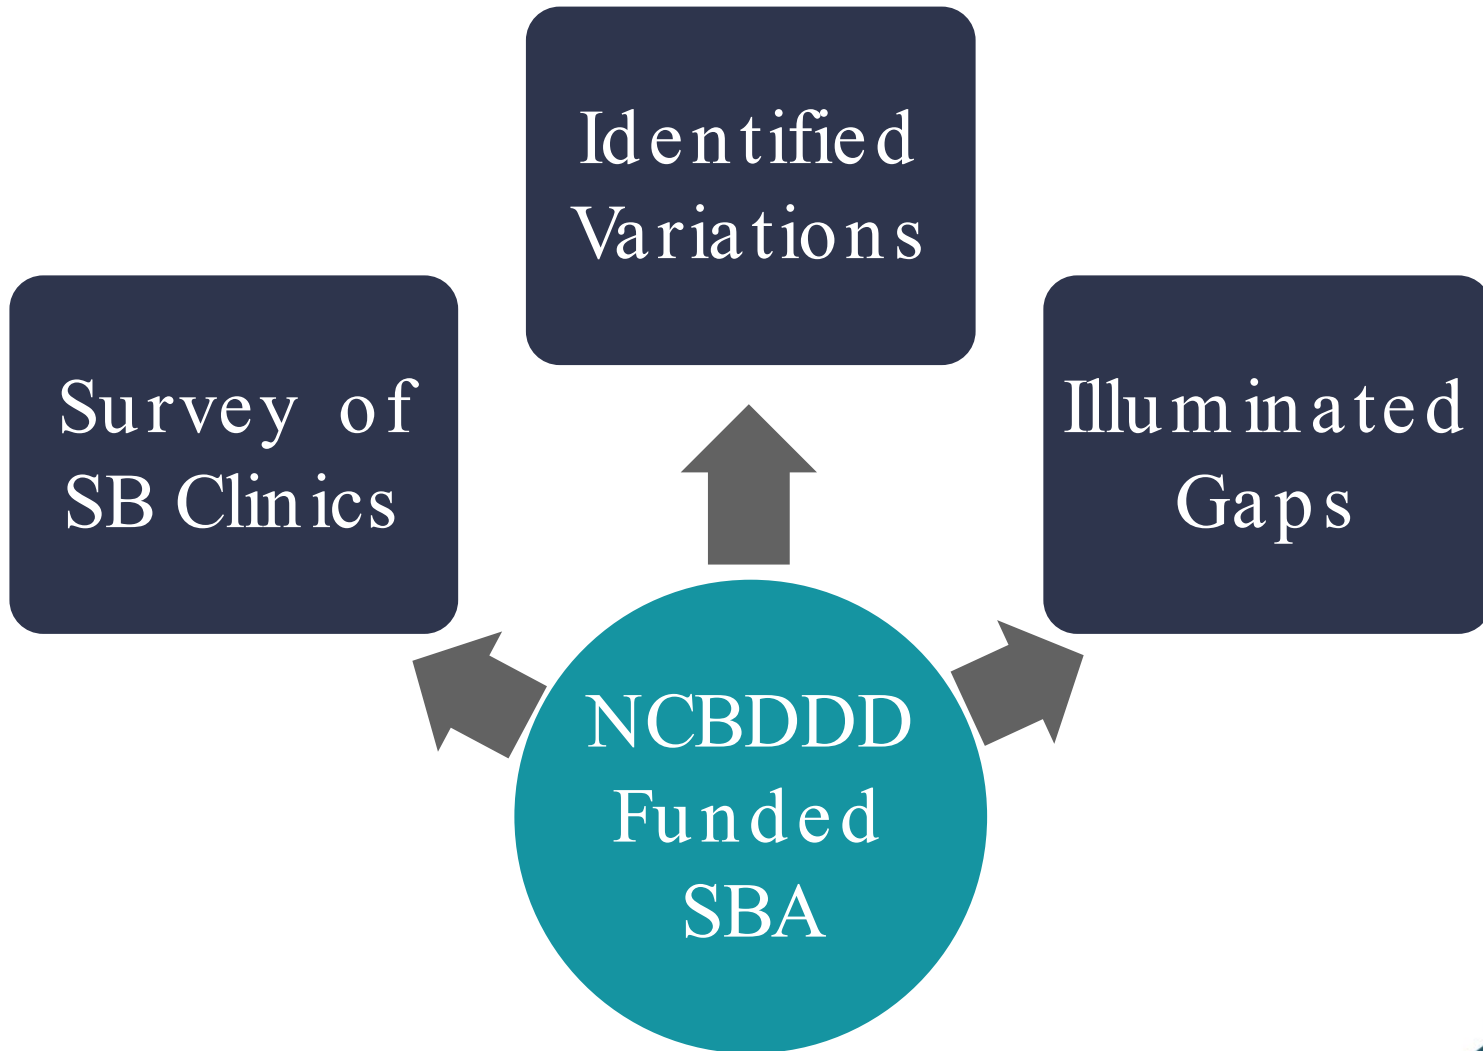 Identified
Variations
Survey of
SB Clinics
Illuminated
Gaps
NCBDDD
Funded
SBA